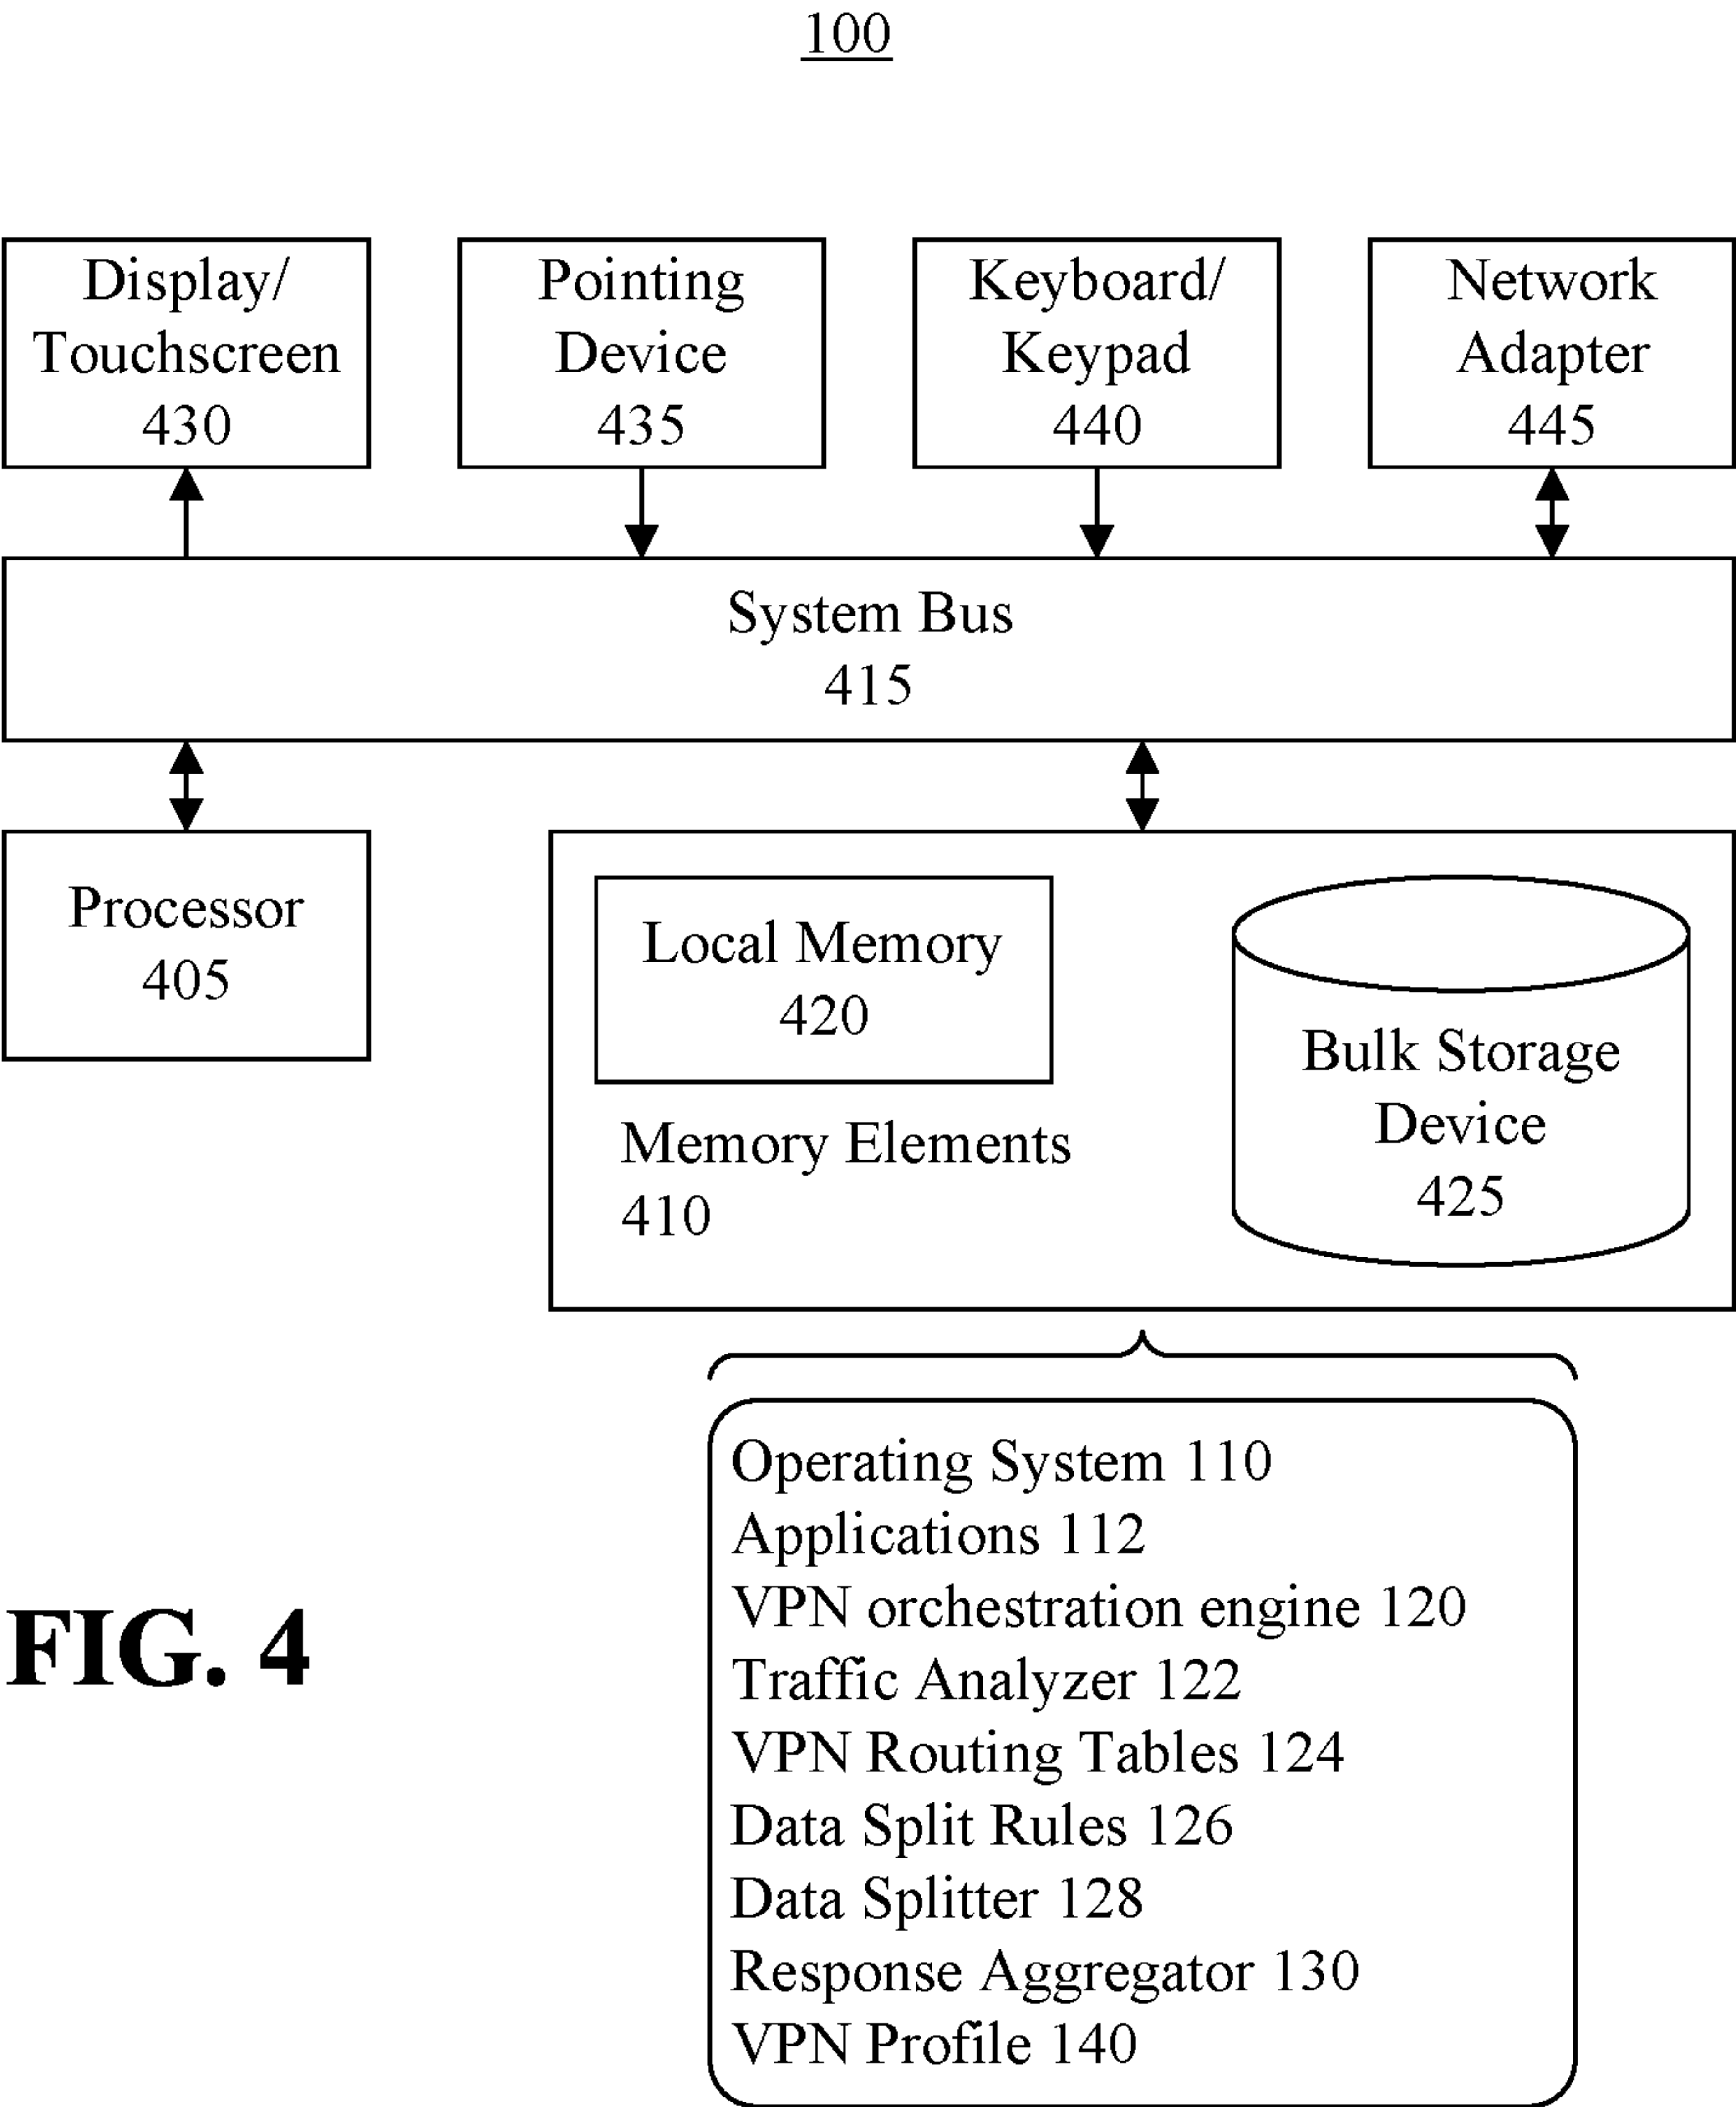 100
Display/
Touchscreen
430
Pointing
Device
435
Keyboard/
Keypad
440
Network
Adapter
445
System Bus
415
Processor
405
Local Memory
420
Memory Elements
410
Bulk Storage
Device
425
Operating System 110
Applications 112
VPN orchestration engine 120
Traffic Analyzer 122
VPN Routing Tables 124
Data Split Rules 126
Data Splitter 128
Response Aggregator 130
VPN Profile 140
FIG. 4